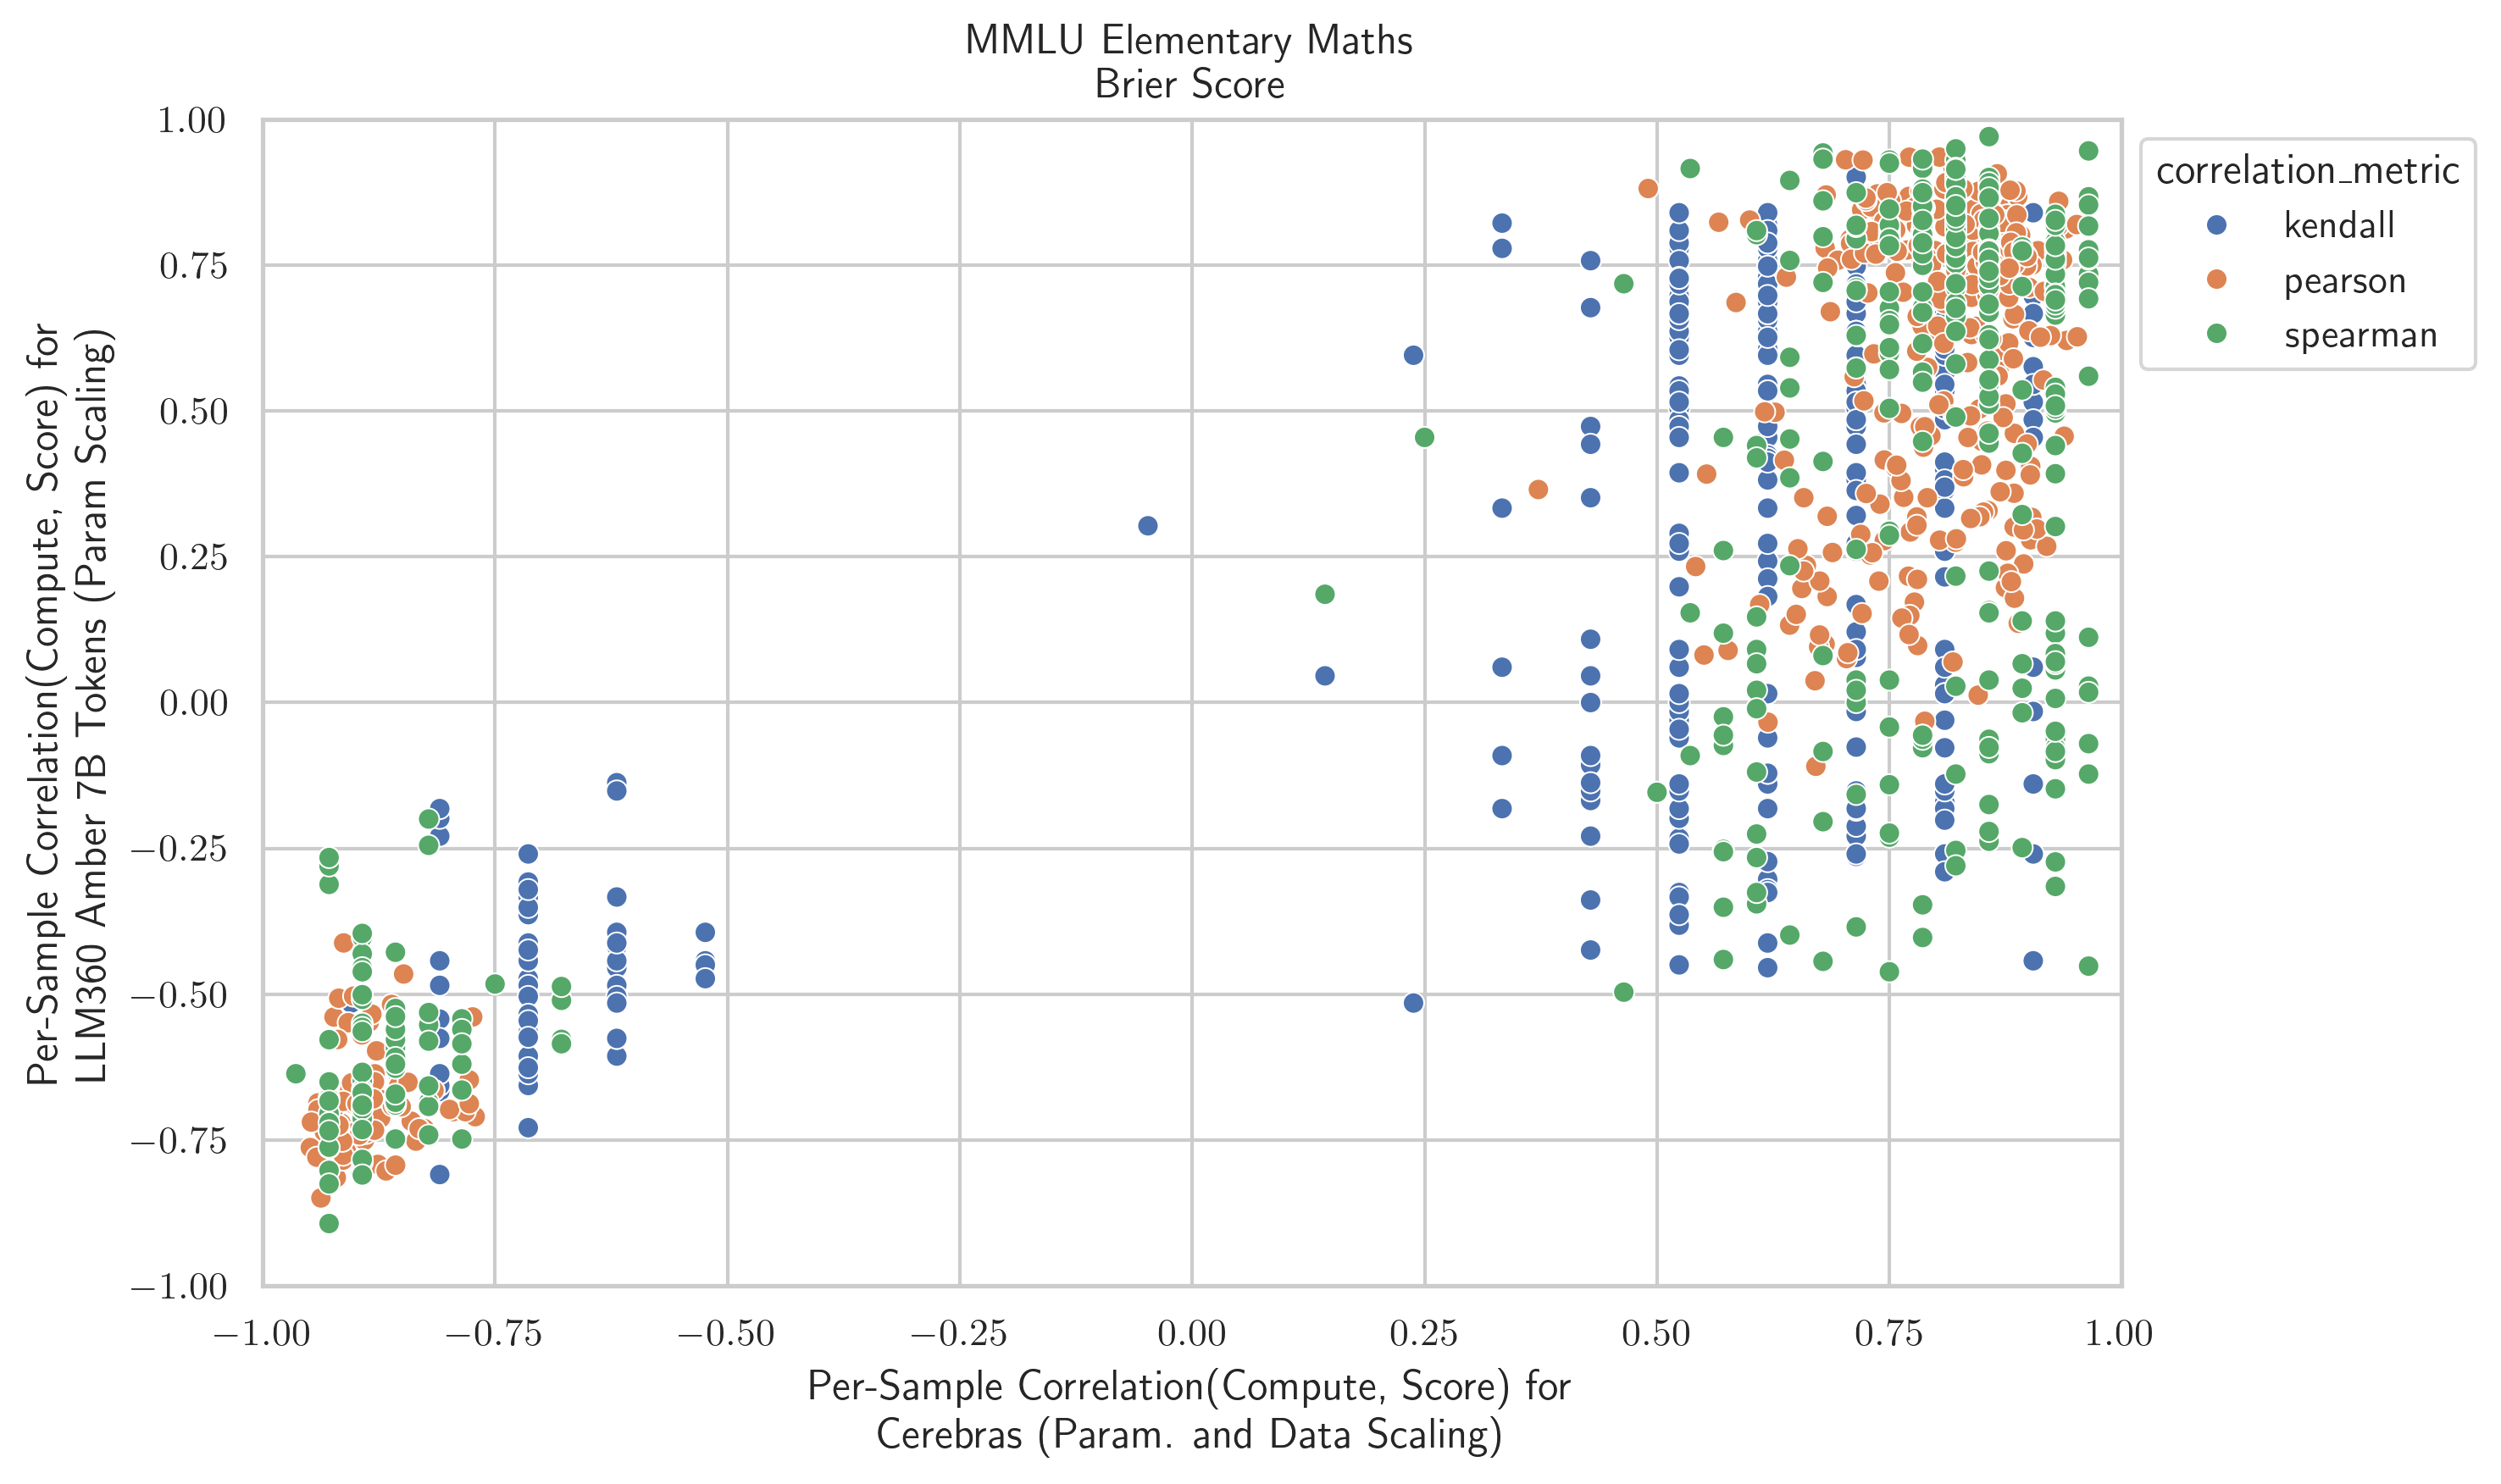 MMLU Elementary Maths
Brier Score
Per-Sample Correlation(Compute, Score) for
LLM360 Amber 7B Tokens (Param Scaling)
1.00
0.75
0.50
0.25
0.00
−0.25
−0.50
−0.75
−1.00
−1.00 −0.75 −0.50 −0.25 0.00 0.25 0.50 0.75 1.00
Per-Sample Correlation(Compute, Score) for
Cerebras (Param. and Data Scaling)
correlation_metric
kendall
pearson
spearman